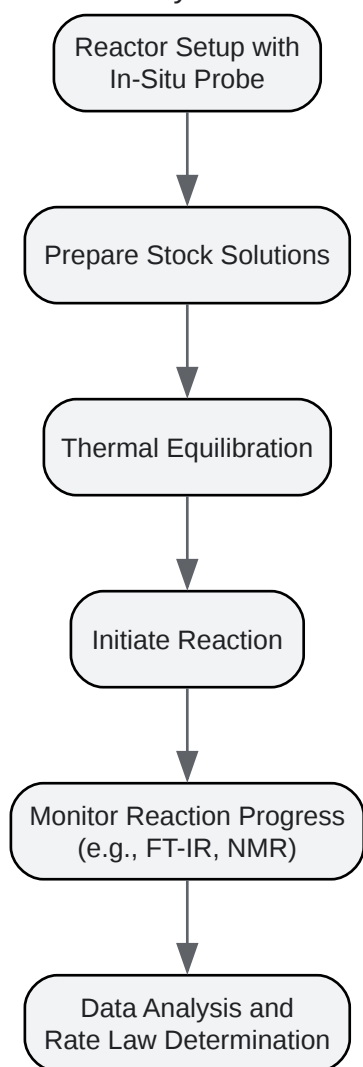 Reactor Setup with
In-Situ Probe
Prepare Stock Solutions
Thermal Equilibration
Initiate Reaction
Monitor Reaction Progress
(e.g., FT-IR, NMR)
Data Analysis and
Rate Law Determination